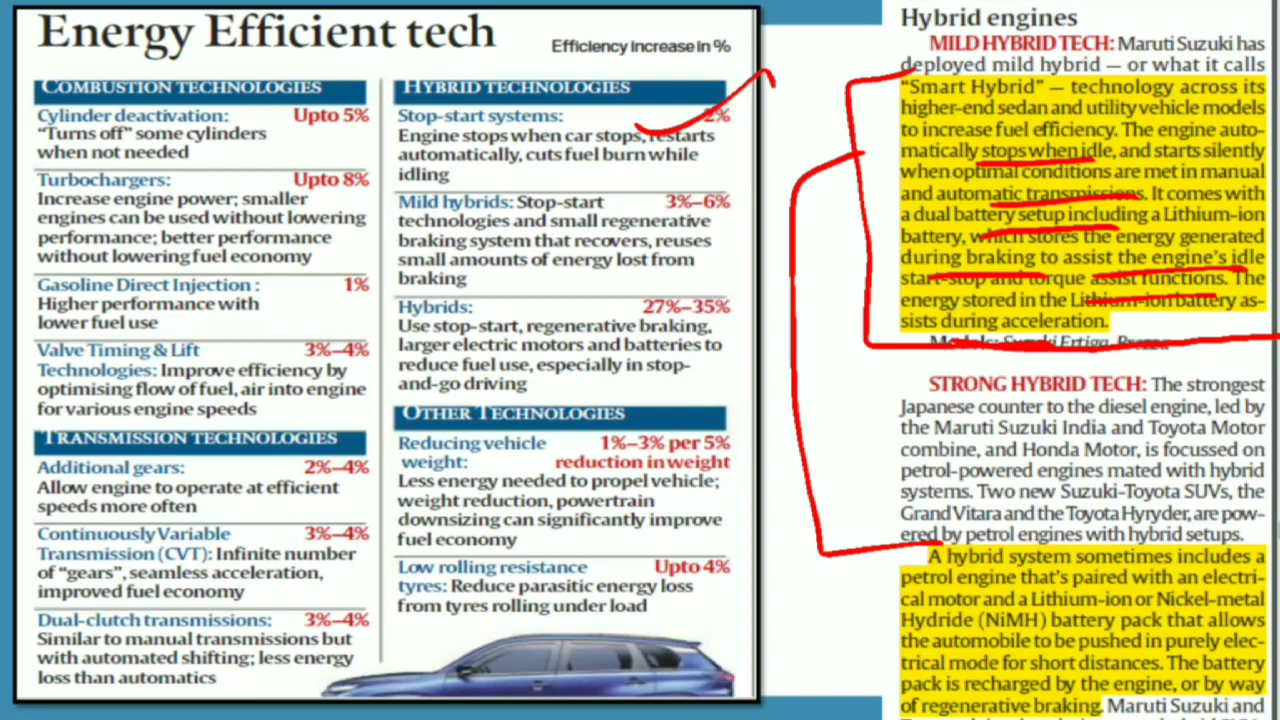 Energy Efficient tech
Efficiency increase in %
COMBUSTION TECHNOLOGIES
Cylinder deactivation: Upto 5%
“Turns off” some cylinders
when not needed
Turbochargers: Upto 8%
Increase engine power; smaller
engines can be used without lowering
performance; better performance
without lowering fuel economy
Gasoline Direct Injection : 1%
Higher performance with
lower fuel use
Valve Timing & Lift 3%–4%
Technologies: Improve efficiency by
optimising flow of fuel, air into engine
for various engine speeds
TRANSMISSION TECHNOLOGIES
Additional gears: 2%–4%
Allow engine to operate at efficient
speeds more often
Continuously Variable 3%–4%
Transmission (CVT): Infinite number
of “gears”, seamless acceleration,
improved fuel economy
Dual-clutch transmissions: 3%–4%
Similar to manual transmissions but
with automated shifting; less energy
loss than automatics
HYBRID TECHNOLOGIES
Stop-start systems: 2%
Engine stops when car stops, restarts
automatically, cuts fuel burn while
idling
Mild hybrids: Stop-start 3%–6%
technologies and small regenerative
braking system that recovers, reuses
small amounts of energy lost from
braking
Hybrids: 27%–35%
Use stop-start, regenerative braking,
larger electric motors and batteries to
reduce fuel use, especially in stop-
and-go driving
OTHER TECHNOLOGIES
Reducing vehicle 1%–3% per 5%
weight: reduction in weight
Less energy needed to propel vehicle;
weight reduction, powertrain
downsizing can significantly improve
fuel economy
Low rolling resistance Upto 4%
tyres: Reduce parasitic energy loss
from tyres rolling under load
Hybrid engines
MILD HYBRID TECH: Maruti Suzuki has
deployed mild hybrid — or what it calls
“Smart Hybrid” — technology across its
higher-end sedan and utility vehicle models
to increase fuel efficiency. The engine auto-
matically stops when idle, and starts silently
when optimal conditions are met in manual
and automatic transmissions. It comes with
a dual battery setup including a Lithium-ion
battery, which stores the energy generated
during braking to assist the engine’s idle
start-stop and torque assist functions. The
energy stored in the Lithium-ion battery as-
sists during acceleration.
Models: Suzuki Ertiga, Brezza
STRONG HYBRID TECH: The strongest
Japanese counter to the diesel engine, led by
the Maruti Suzuki India and Toyota Motor
combine, and Honda Motor, is focussed on
petrol-powered engines mated with hybrid
systems. Two new Suzuki-Toyota SUVs, the
Grand Vitara and the Toyota Hyryder, are pow-
ered by petrol engines with hybrid setups.
A hybrid system sometimes includes a
petrol engine that’s paired with an electri-
cal motor and a Lithium-ion or Nickel-metal
Hydride (NiMH) battery pack that allows
the automobile to be pushed in purely elec-
trical mode for short distances. The battery
pack is recharged by the engine, or by way
of regenerative braking. Maruti Suzuki and